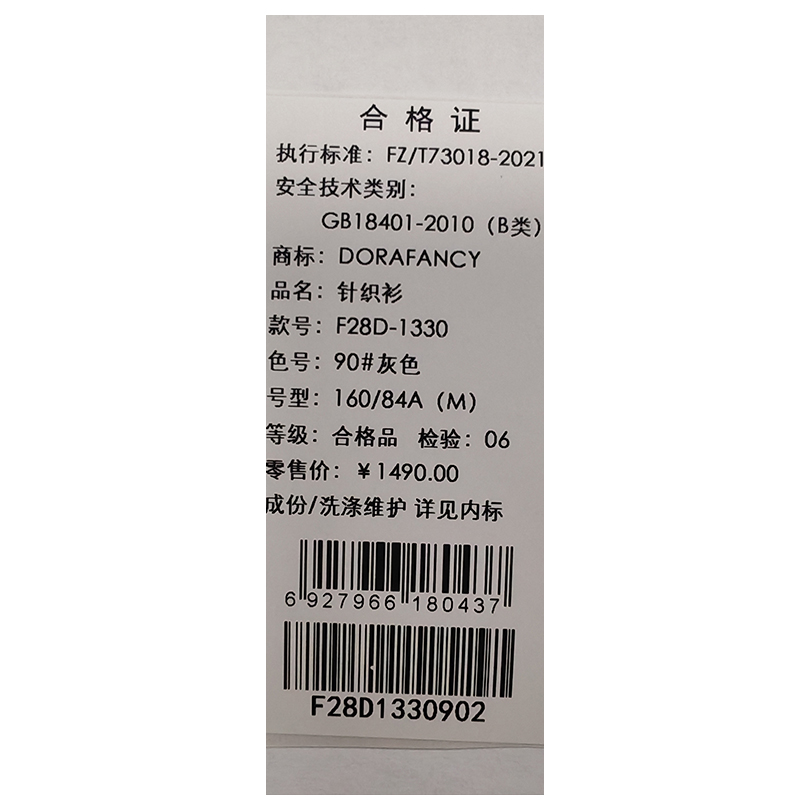 合格证
执行标准：FZ/T73018-2021
安全技术类别：
GB18401-2010（B类）
商标：DORAFANCY
品名：针织衫
款号：F28D-1330
色号：90#灰色
号型：160/84A（M）
等级：合格品 检验：06
零售价：￥1490.00
成份/洗涤维护 详见内标
6 927966 180437
F28D1330902